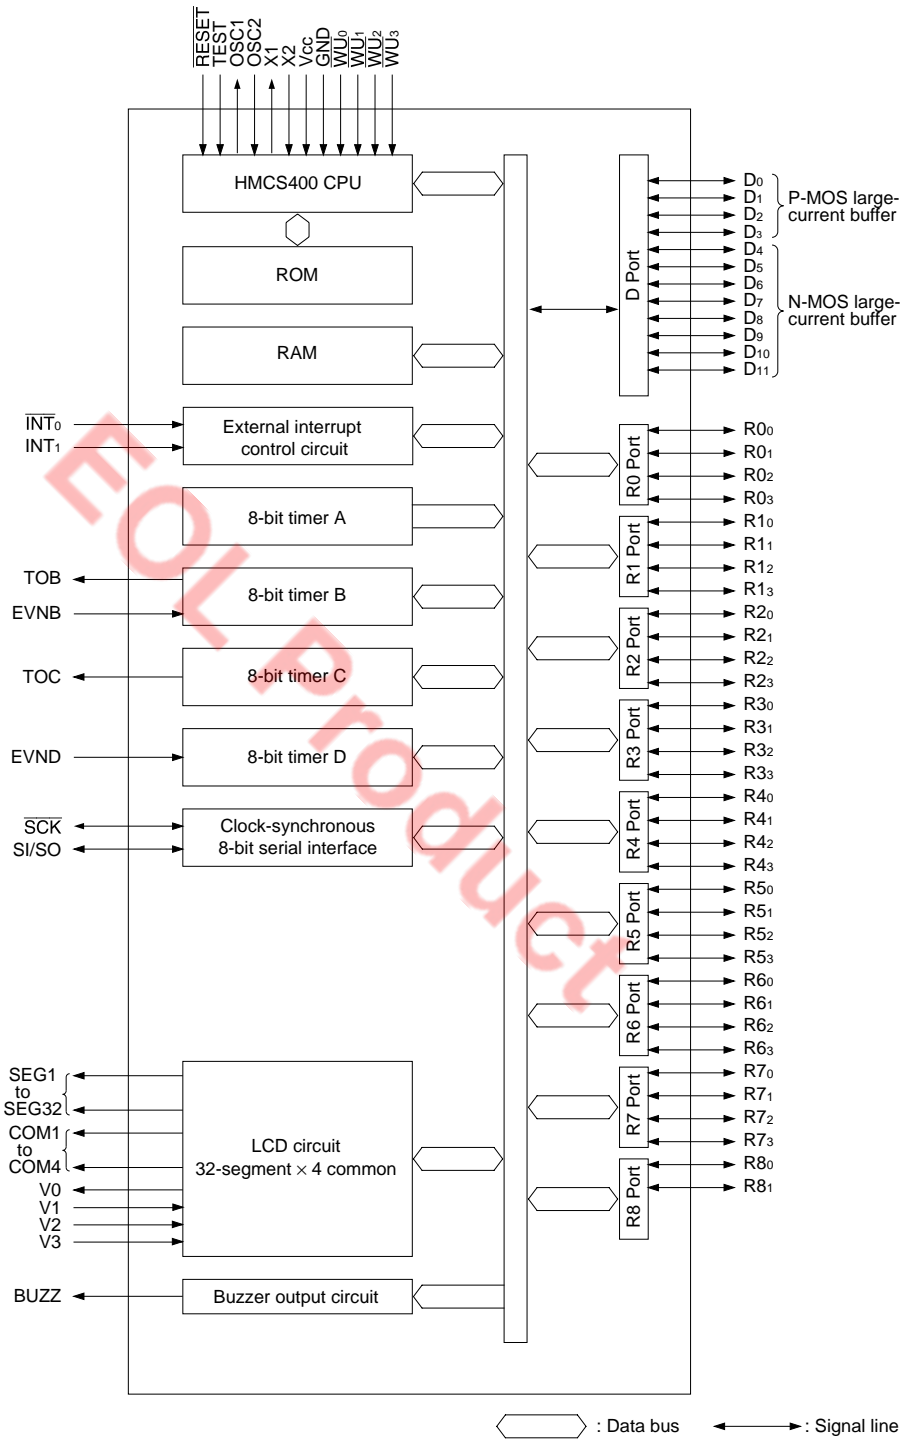 RESET
TEST
OSC1
OSC2
X1
X2
Vcc
GND
WU0
WU1
WU2
WU3
HMCS400 CPU
ROM
RAM
INT0
INT1
External interrupt
control circuit
8-bit timer A
TOB
EVNB
8-bit timer B
TOC
8-bit timer C
EVND
8-bit timer D
SCK
SI/SO
Clock-synchronous
8-bit serial interface
SEG1
to
SEG32
COM1
to
COM4
V0
V1
V2
V3
LCD circuit
32-segment × 4 common
BUZZ
Buzzer output circuit
D Port
D0
D1
D2
D3
D4
D5
D6
D7
D8
D9
D10
D11
P-MOS large-
current buffer
N-MOS large-
current buffer
R0 Port
R00
R01
R02
R03
R1 Port
R10
R11
R12
R13
R2 Port
R20
R21
R22
R23
R3 Port
R30
R31
R32
R33
R4 Port
R40
R41
R42
R43
R5 Port
R50
R51
R52
R53
R6 Port
R60
R61
R62
R63
R7 Port
R70
R71
R72
R73
R8 Port
R80
R81
EOL Product
: Data bus
: Signal line